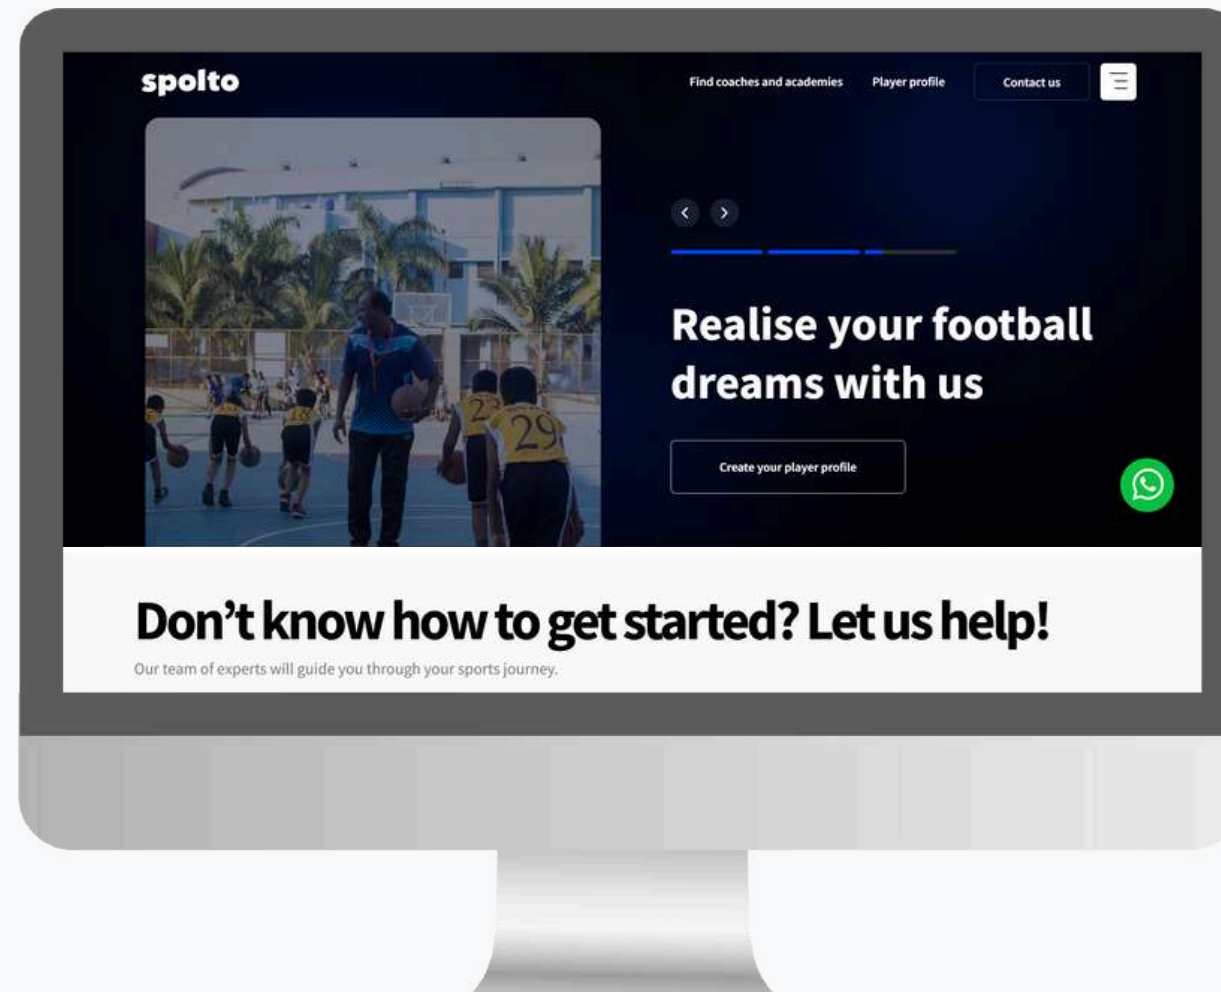 spolto
Find coaches and academies
Player profile
Contact us
Realise your football
dreams with us
Create your player profile
23
29
Don't know how to get started? Let us help!
Our team of experts will guide you through your sports journey.